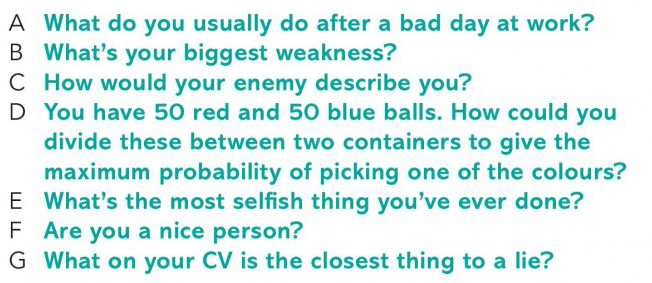 A What do you usually do after a bad day at work?
B What's your biggest weakness?
C How would your enemy describe you?
D You have 50 red and 50 blue balls. How could you
divide these between two containers to give the
maximum probability of picking one of the colours?
E What's the most selfish thing you've ever done?
F Are you a nice person?
G What on your CV is the closest thing to a lie?